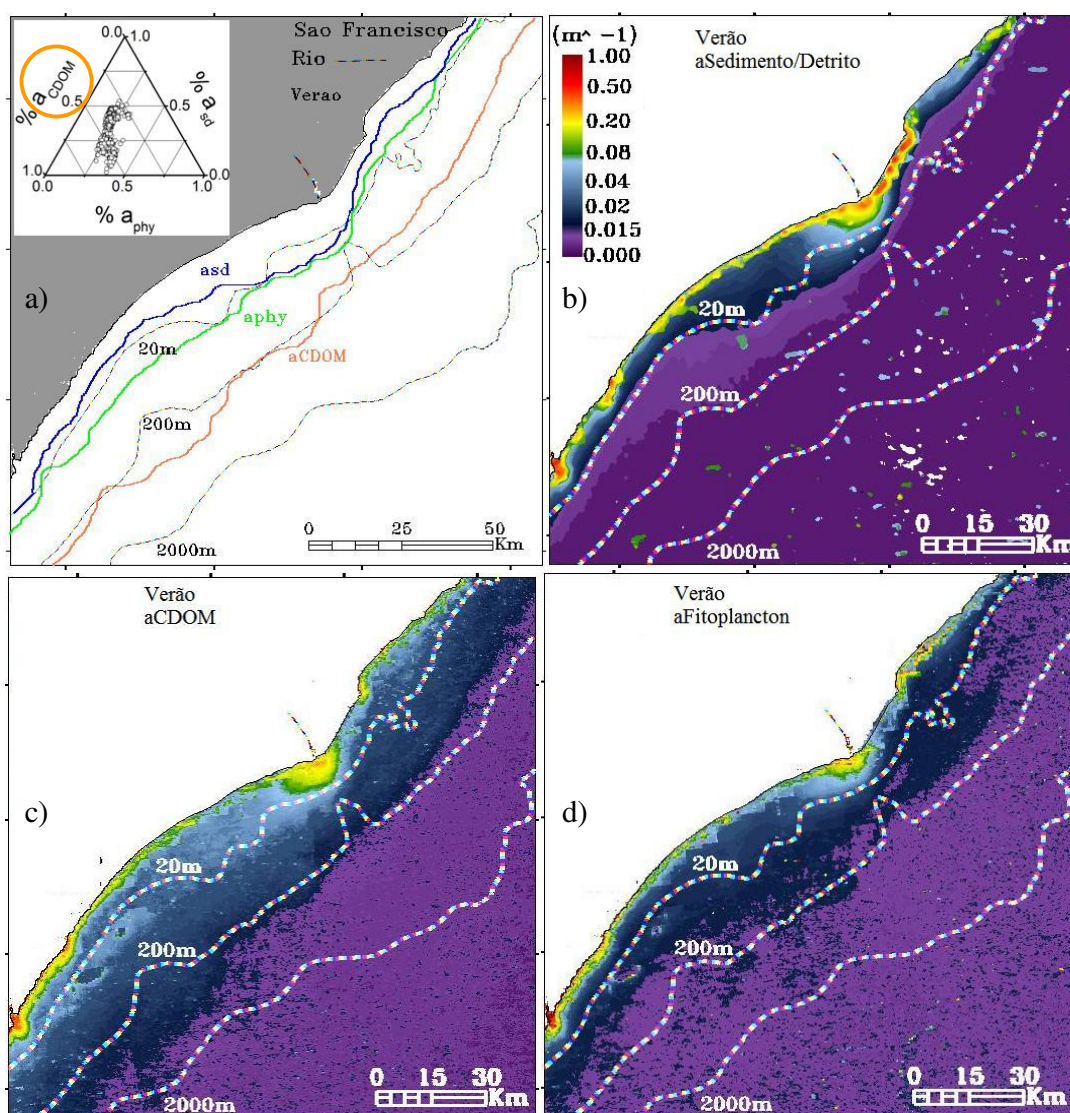 a)
0.0
1.0
% aCDOM
% asd
0.5
0.5
1.0
0.0
0.0
0.5
1.0
% aphy
Sao Francisco
Rio
Verao
asd
aphy
aCDOM
20m
200m
2000m
0 25 50
Km
b)
(m^ -1)
1.00
0.50
0.20
0.08
0.04
0.02
0.015
0.000
Verão
aSedimento/Detrito
20m
200m
2000m
0 15 30
Km
c)
Verão
aCDOM
20m
200m
2000m
0 15 30
Km
d)
Verão
aFitoplancton
20m
200m
2000m
0 15 30
Km